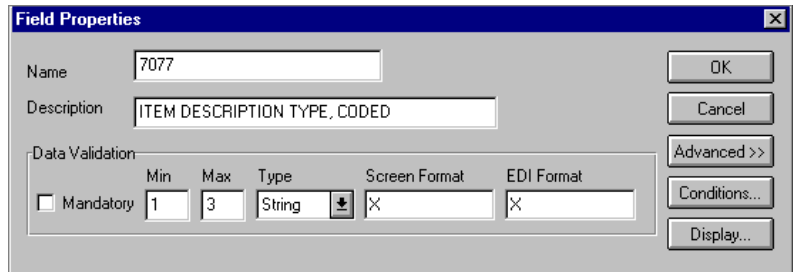 Field Properties
Name 7077 OK
Description ITEM DESCRIPTION TYPE, CODED Cancel
Data Validation Advanced >>
Min Max Type Screen Format EDI Format
Mandatory 1 3 String X X Conditions...
Display...